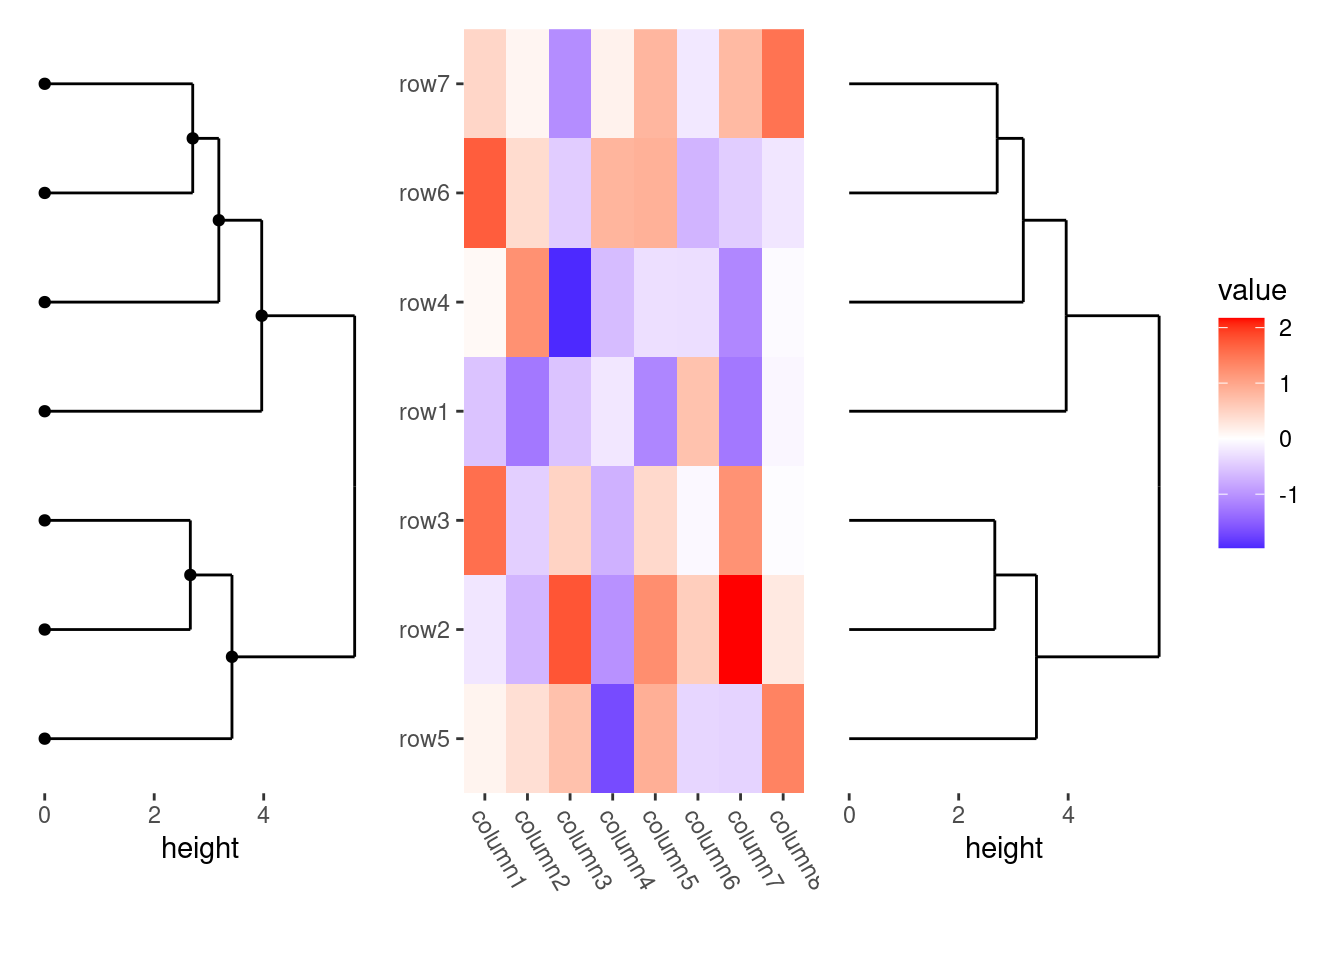 row7
row6
row4
row1
row3
row2
row5
0 2 4
height
column1 column2 column3 column4 column5 column6 column7 column8
0 2 4
height
value
2
1
0
-1